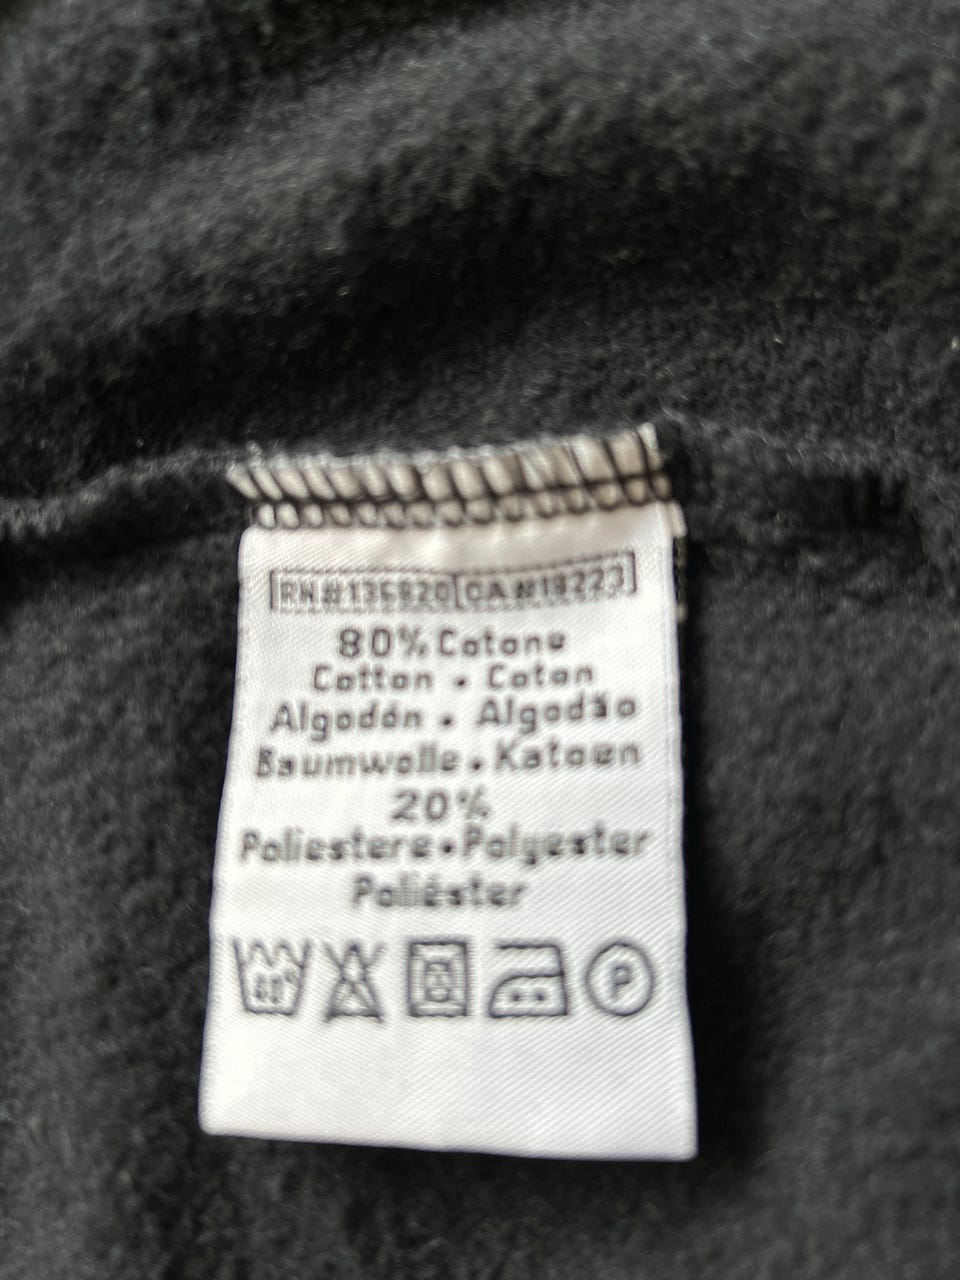 RN#136820 CA#18223
80% Cotone
Cotton • Coton
Algodón • Algodão
Baumwolle • Katoen
20%
Poliestere • Polyester
Poliéster
P